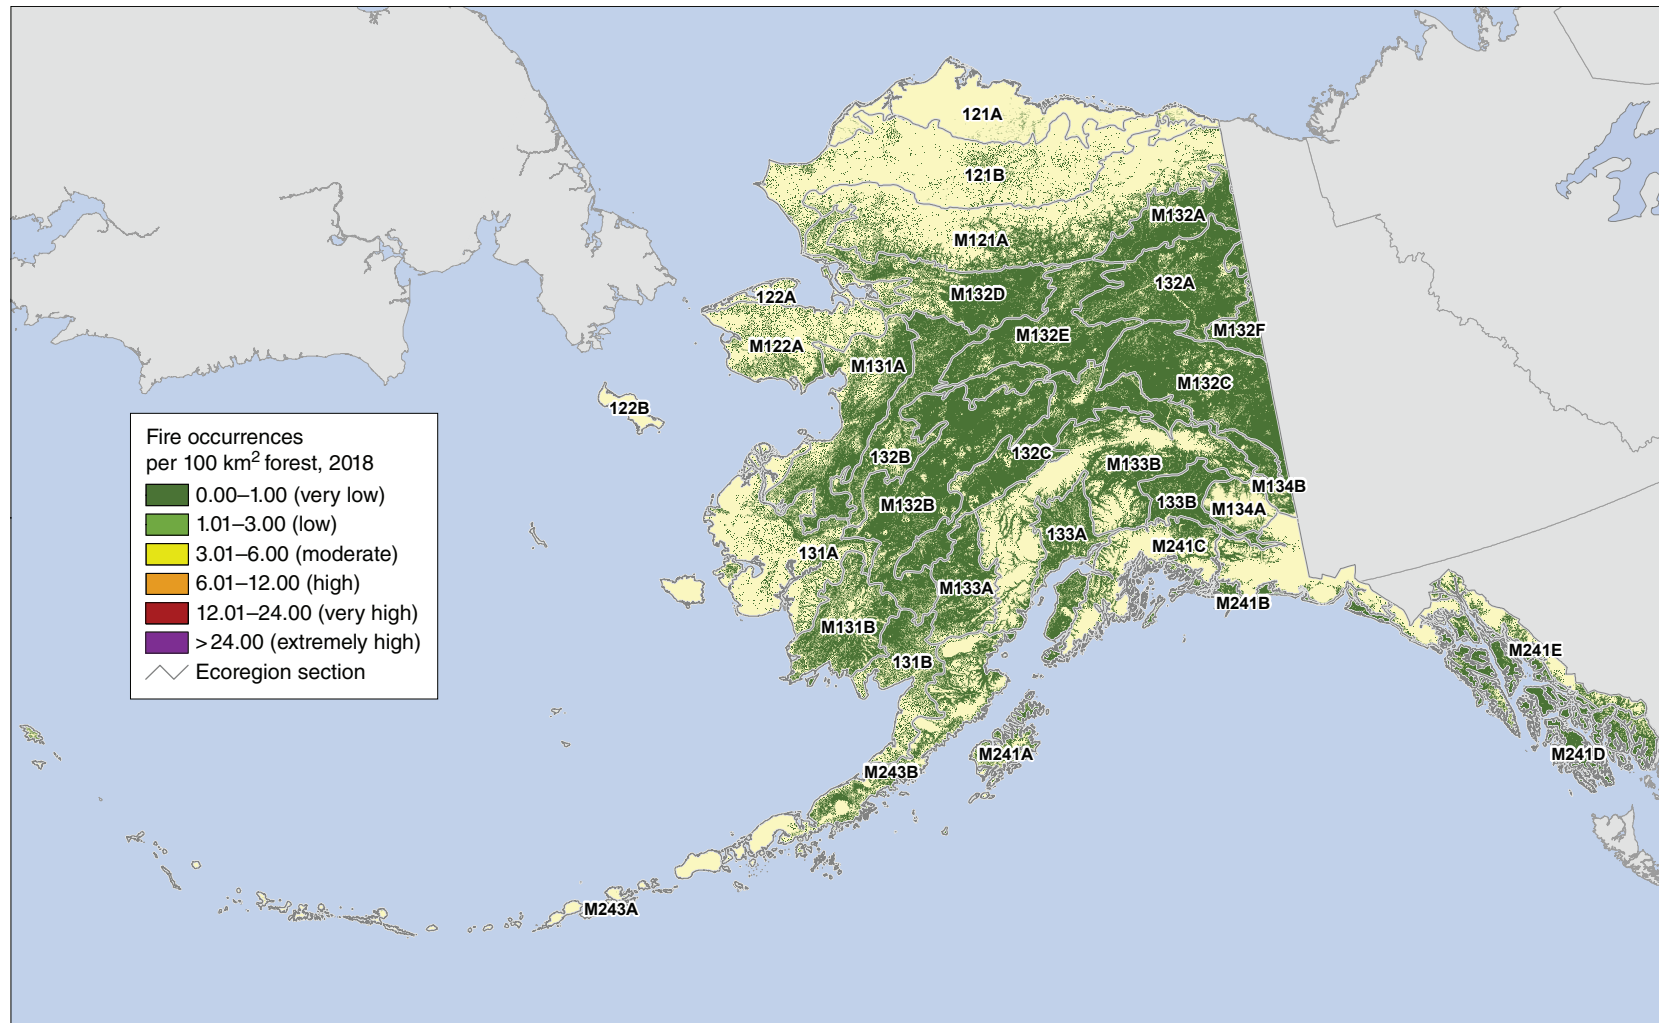 121A
121B
M132A
M121A
132A
M132D
122A
M132F
M132E
M122A
M131A
M132C
122B
Fire occurrences
per 100 km² forest, 2018
0.00–1.00 (very low)
1.01–3.00 (low)
3.01–6.00 (moderate)
6.01–12.00 (high)
12.01–24.00 (very high)
>24.00 (extremely high)
Ecoregion section
132B
132C
M133B
M134B
M132B
133B
M134A
133A
M241C
131A
M133A
M241B
M131B
131B
M241E
M241A
M241D
M243B
M243A